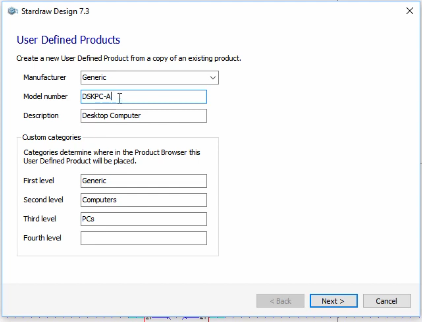 Stardraw Design 7.3
User Defined Products
Create a new User Defined Product from a copy of an existing product.
Manufacturer Generic
Model number DSKPC-A
Description Desktop Computer
Custom categories
Categories determine where in the Product Browser this
User Defined Product will be placed.
First level Generic
Second level Computers
Third level PCs
Fourth level
< Back Next > Cancel